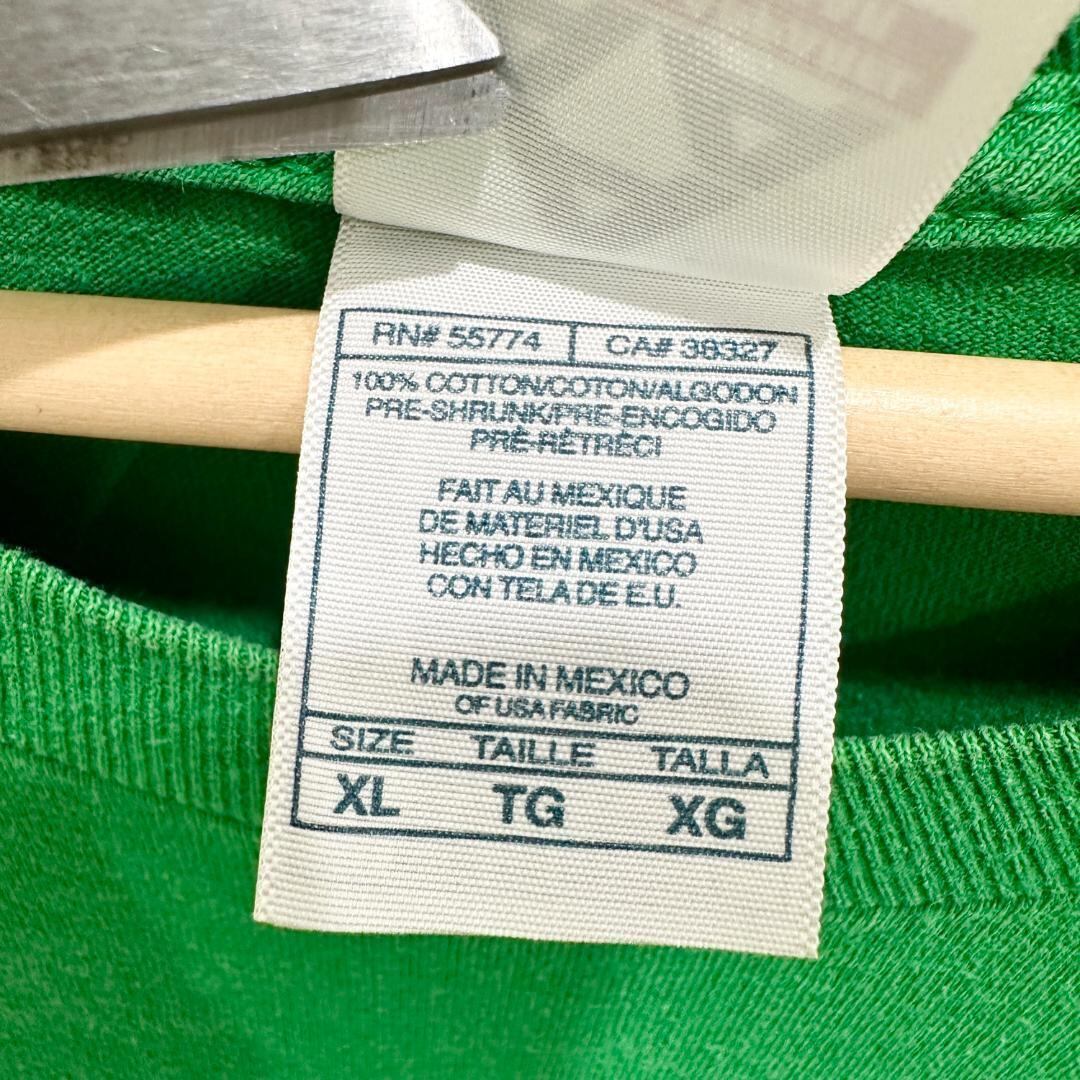 RN# 55774 CA# 38327
100% COTTON/COTON/ALGODON
PRE-SHRUNK/PRE-ENCOGIDO
PRÉ-RÉTRÉCI
FAIT AU MEXIQUE
DE MATERIEL D'USA
HECHO EN MEXICO
CON TELA DE E.U.
MADE IN MEXICO
OF USA FABRIC
SIZE TAILLE TALLA
XL TG XG